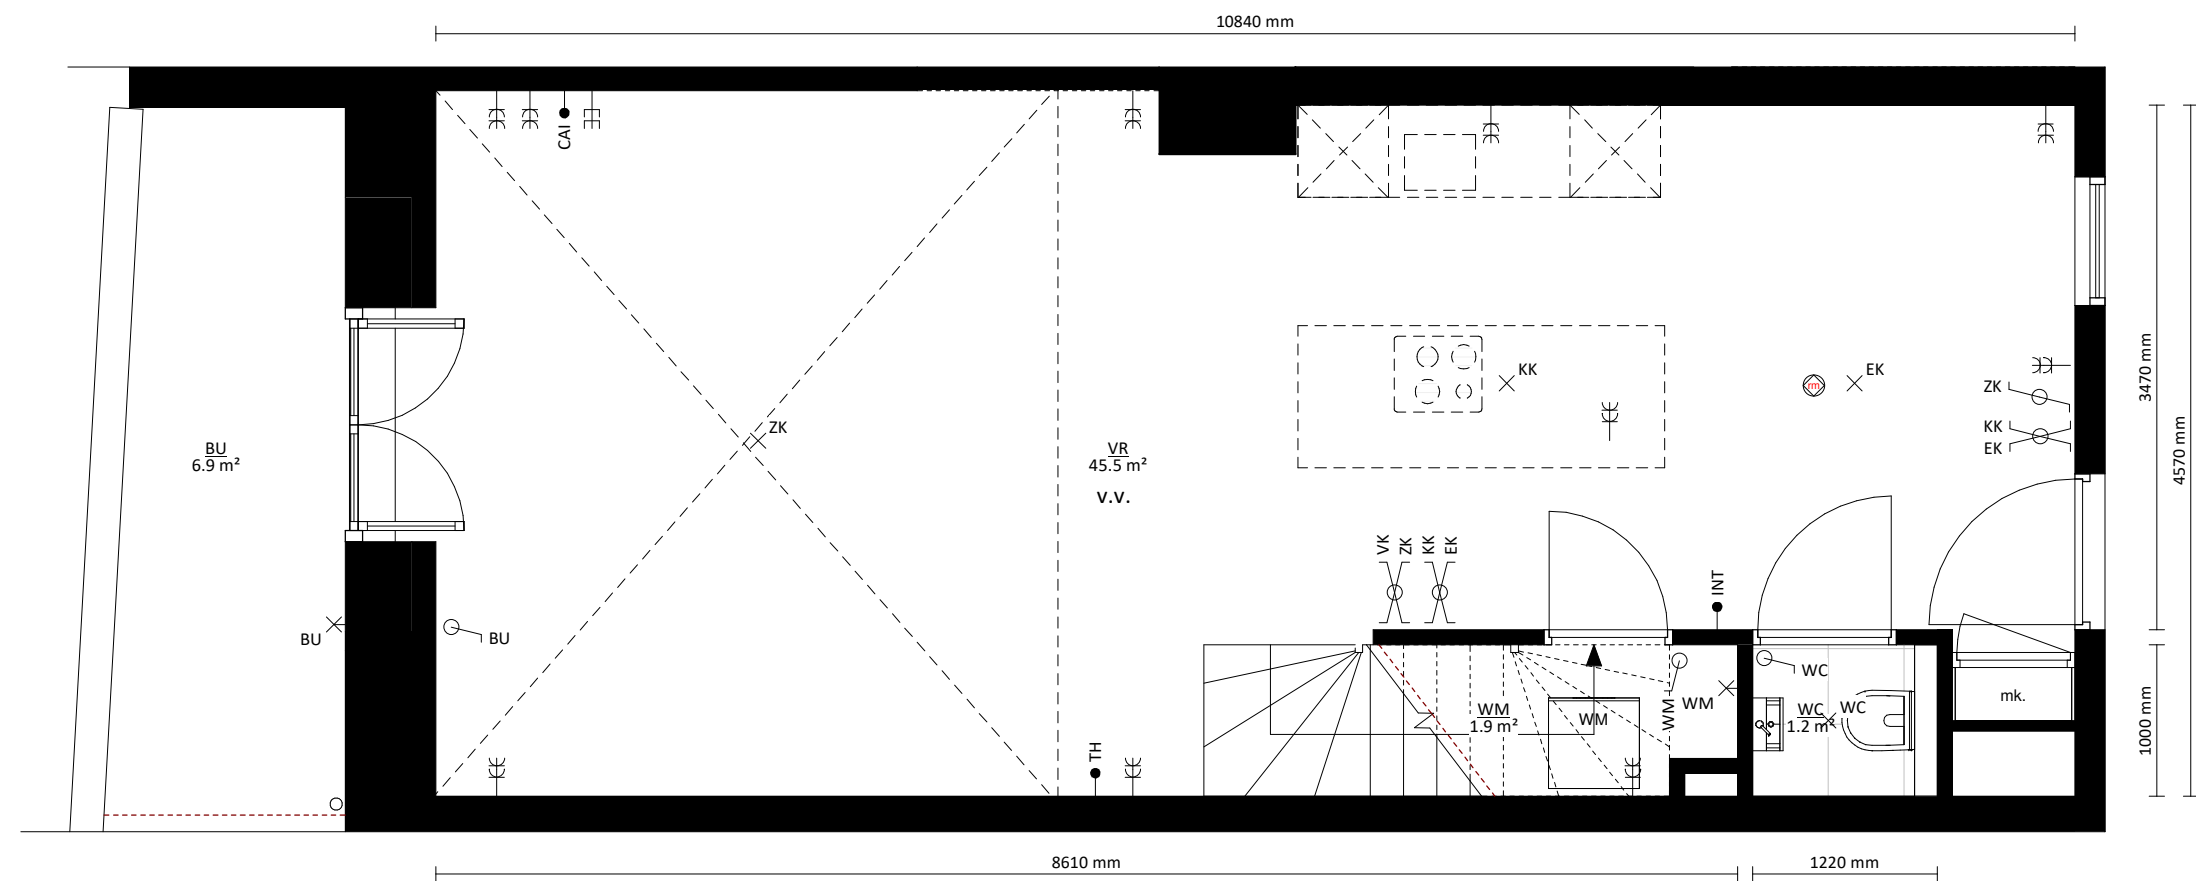 10840 mm
CAI
3470 mm
4570 mm
KK
rm
EK
ZK
KK
EK
ZK
BU
6.9 m²
VR
45.5 m²
v.v.
VK
ZK
KK
EK
INT
BU
BU
WC
WM
1.9 m²
WM
WM
WM
WC
1.2 m²
WC
mk.
TH
1000 mm
8610 mm
1220 mm